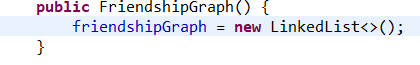 public FriendshipGraph() {
friendshipGraph = new LinkedList<>();
}